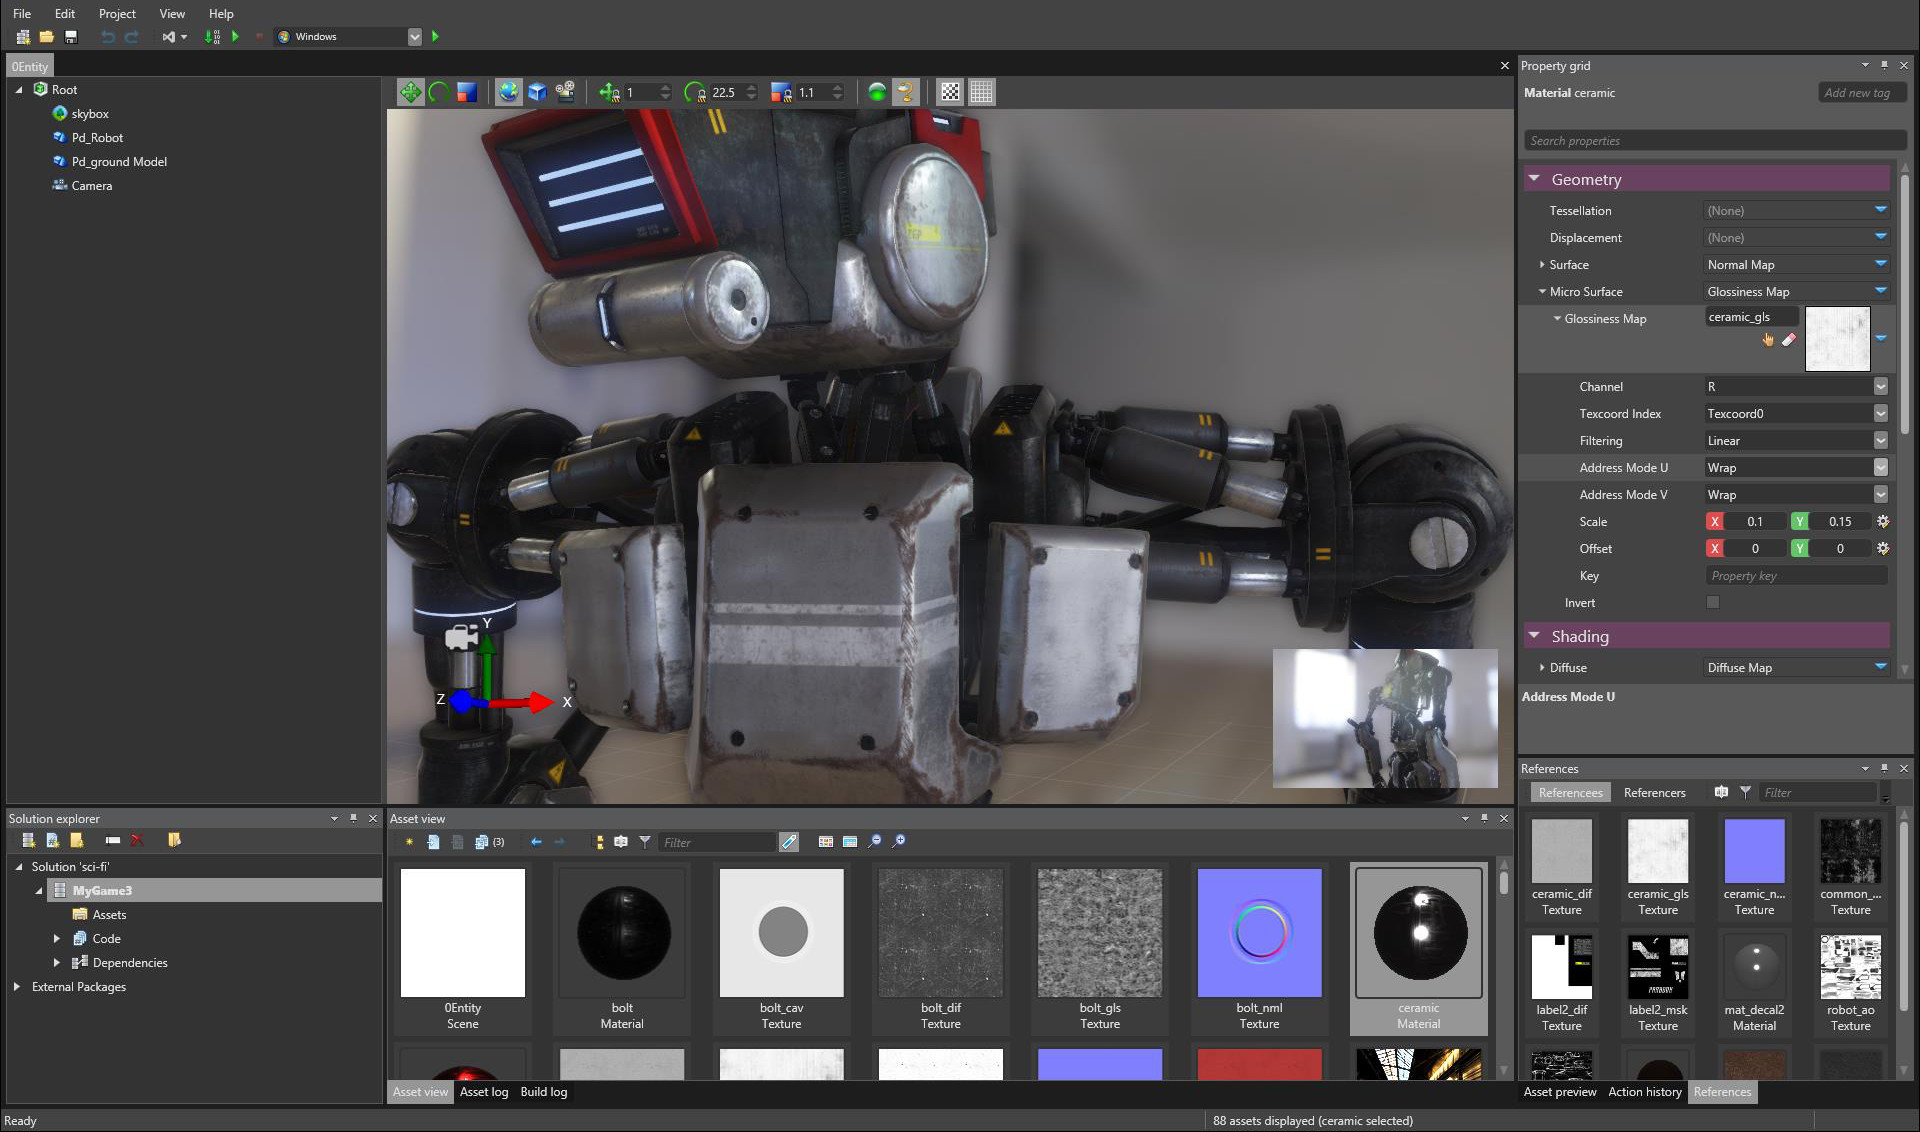 File Edit Project View Help
Windows
0Entity
Root
skybox
Pd_Robot
Pd_ground Model
Camera
1 22.5 1.1
Y
Z
X
Property grid
Material ceramic
Add new tag
Search properties
Geometry
Tessellation (None)
Displacement (None)
Surface Normal Map
Micro Surface Glossiness Map
Glossiness Map ceramic_gls
Channel R
Texcoord Index Texcoord0
Filtering Linear
Address Mode U Wrap
Address Mode V Wrap
Scale X 0.1 Y 0.15
Offset X 0 Y 0
Key Property key
Invert
Shading
Diffuse Diffuse Map
Address Mode U
Solution explorer
Solution 'sci-fi'
MyGame3
Assets
Code
Dependencies
External Packages
Asset view
(3) Filter
0Entity
Scene
bolt
Material
bolt_cav
Texture
bolt_dif
Texture
bolt_gls
Texture
bolt_nml
Texture
ceramic
Material
Asset view Asset log Build log
References
Referencees Referencers Filter
ceramic_dif
Texture
ceramic_gls
Texture
ceramic_n...
Texture
common_...
Texture
label2_dif
Texture
label2_msk
Texture
mat_decal2
Material
robot_ao
Texture
Asset preview Action history References
Ready
88 assets displayed (ceramic selected)